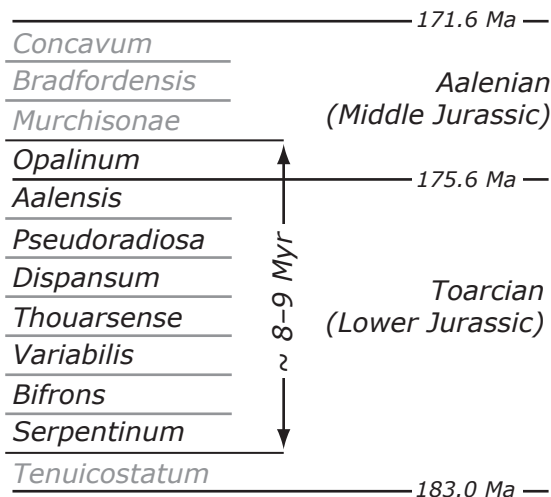 171.6 Ma
Concavum
Bradfordensis
Aalenian
Murchisonae
(Middle Jurassic)
Opalinum
175.6 Ma
Aalensis
Pseudoradiosa
~ 8–9 Myr
Dispansum
Toarcian
Thouarsense
(Lower Jurassic)
Variabilis
Bifrons
Serpentinum
Tenuicostatum
183.0 Ma